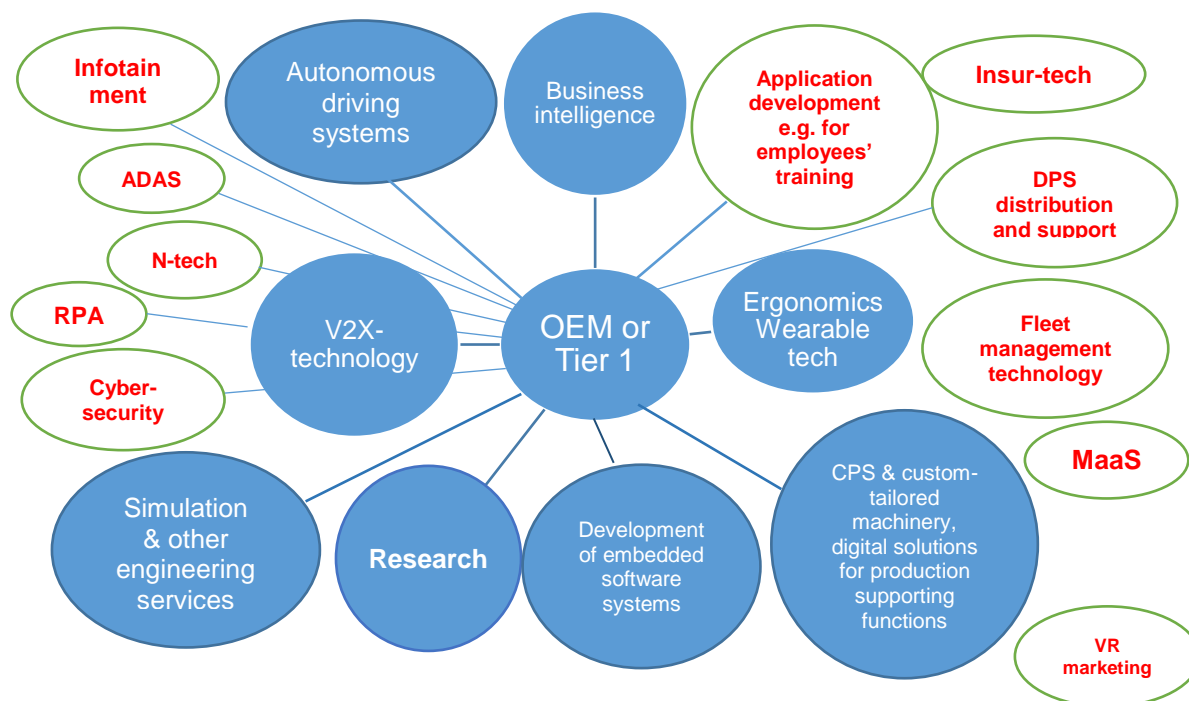 Infotain
ment
Autonomous
driving
systems
Business
intelligence
Application
development
e.g. for
employees’
training
Insur-tech
ADAS
DPS
distribution
and support
N-tech
RPA
V2X-
technology
OEM or
Tier 1
Ergonomics
Wearable
tech
Fleet
management
technology
Cyber-
security
MaaS
Simulation
& other
engineering
services
Research
Development
of embedded
software
systems
CPS & custom-
tailored
machinery,
digital solutions
for production
supporting
functions
VR
marketing